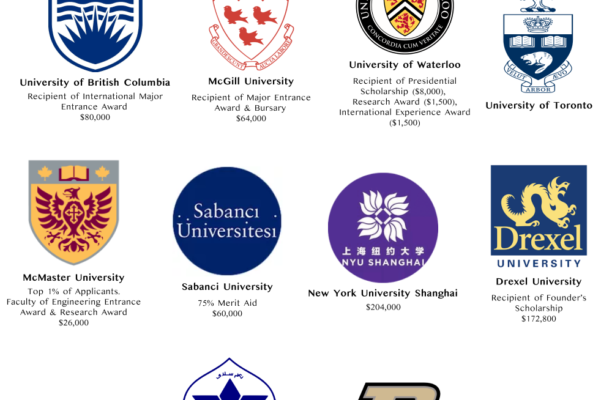 GRANDESCUNT AUCTA LABORE
CONCORDIA CUM VERITATE
VELUT ÆVO
ARBOR
University of British Columbia
Recipient of International Major
Entrance Award
$80,000
McGill University
Recipient of Major Entrance
Award & Bursary
$64,000
University of Waterloo
Recipient of Presidential
Scholarship ($8,000),
Research Award ($1,500),
International Experience Award
($1,500)
University of Toronto
McMaster University
Top 1% of Applicants.
Faculty of Engineering Entrance
Award & Research Award
$26,000
Sabancı
Üniversitesi
Sabanci University
75% Merit Aid
$60,000
上海纽约大学
NYU SHANGHAI
New York University Shanghai
$204,000
Drexel
UNIVERSITY
Drexel University
Recipient of Founder's
Scholarship
$172,800